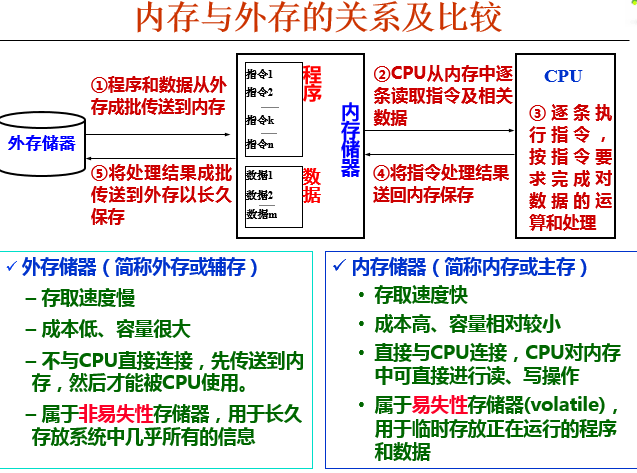 内存与外存的关系及比较
①程序和数据从外
存成批传送到内存
外存储器
⑤将处理结果成批
传送到外存以长久
保存
指令1
指令2
指令k
指令n
程序
数据1
数据2
数据m
数据
内存储器
②CPU从内存中逐
条读取指令及相关
数据
④将指令处理结果
送回内存保存
CPU
③逐条执
行指令，
按指令要
求完成对
数据的运
算和处理
✓外存储器（简称外存或辅存）
– 存取速度慢
– 成本低、容量很大
– 不与CPU直接连接，先传送到内
存，然后才能被CPU使用。
– 属于非易失性存储器，用于长久
存放系统中几乎所有的信息
✓ 内存储器（简称内存或主存）
• 存取速度快
• 成本高、容量相对较小
• 直接与CPU连接，CPU对内存
中可直接进行读、写操作
• 属于易失性存储器(volatile)，
用于临时存放正在运行的程序
和数据